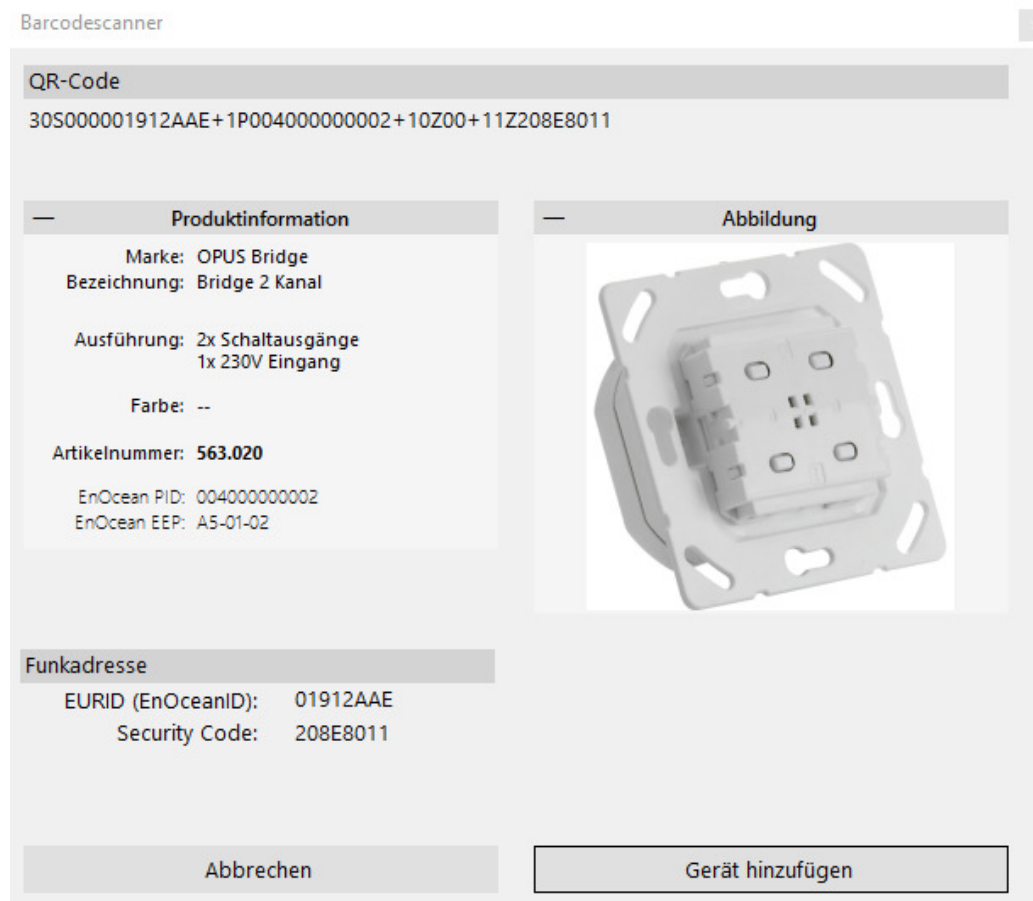 Barcodescanner
QR-Code
30S000001912AAE+1P004000000002+10Z00+11Z208E8011
Produktinformation
Marke: OPUS Bridge
Bezeichnung: Bridge 2 Kanal
Ausführung: 2x Schaltausgänge
1x 230V Eingang
Farbe: --
Artikelnummer: 563.020
EnOcean PID: 004000000002
EnOcean EEP: A5-01-02
Abbildung
Funkadresse
EURID (EnOceanID): 01912AAE
Security Code: 208E8011
Abbrechen
Gerät hinzufügen